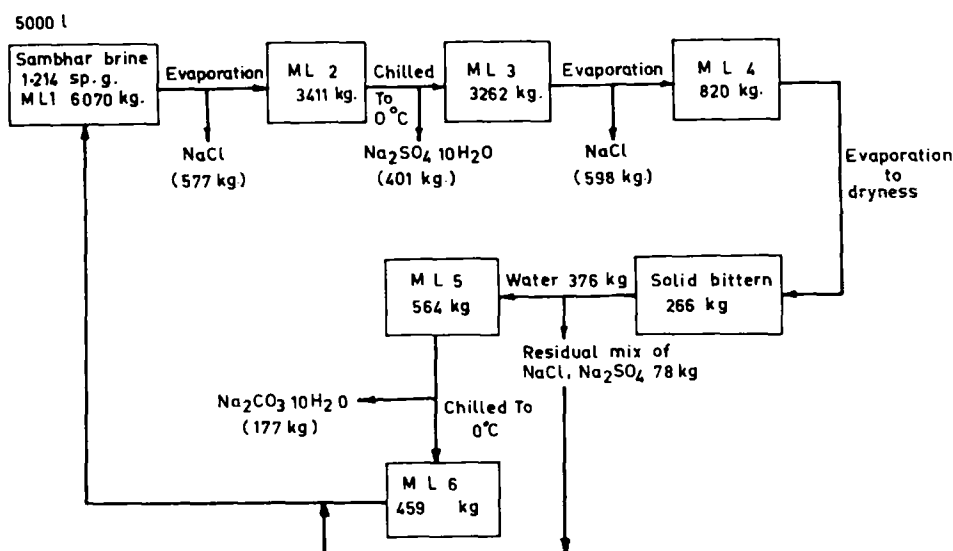 5000 l
Sambhar brine
1·214 sp.g.
ML1 6070 kg.
Evaporation
NaCl
(577 kg.)
ML 2
3411 kg.
Chilled
To
0°C
Na₂SO₄ 10H₂O
(401 kg.)
ML 3
3262 kg.
Evaporation
NaCl
(598 kg.)
ML 4
820 kg.
Evaporation
to
dryness
Solid bittern
266 kg
Water 376 kg
Residual mix of
NaCl, Na₂SO₄ 78 kg
ML 5
564 kg
Na₂CO₃ 10H₂O
(177 kg)
Chilled To
0°C
ML 6
459 kg